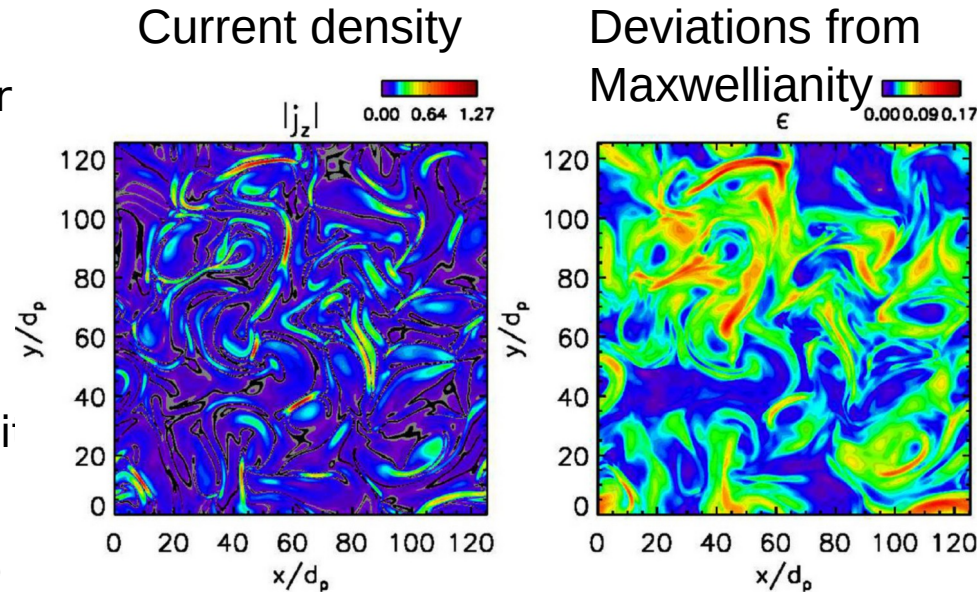 Current density
Deviations from
Maxwellianity
|j_z|
0.00 0.64 1.27
ϵ
0.00 0.09 0.17
120
100
80
60
40
20
0
y/d_p
0 20 40 60 80 100 120
x/d_p
120
100
80
60
40
20
0
y/d_p
0 20 40 60 80 100 120
x/d_p